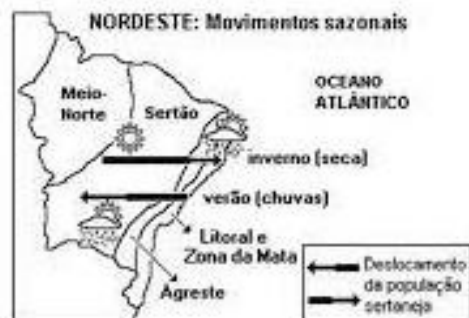 NORDESTE: Movimentos sazonais
OCEANO
ATLÂNTICO
Meio-
Norte
Sertão
inverno (seca)
verão (chuvas)
Litoral e
Zona da Mata
Agreste
Deslocamento
da população
sertaneja